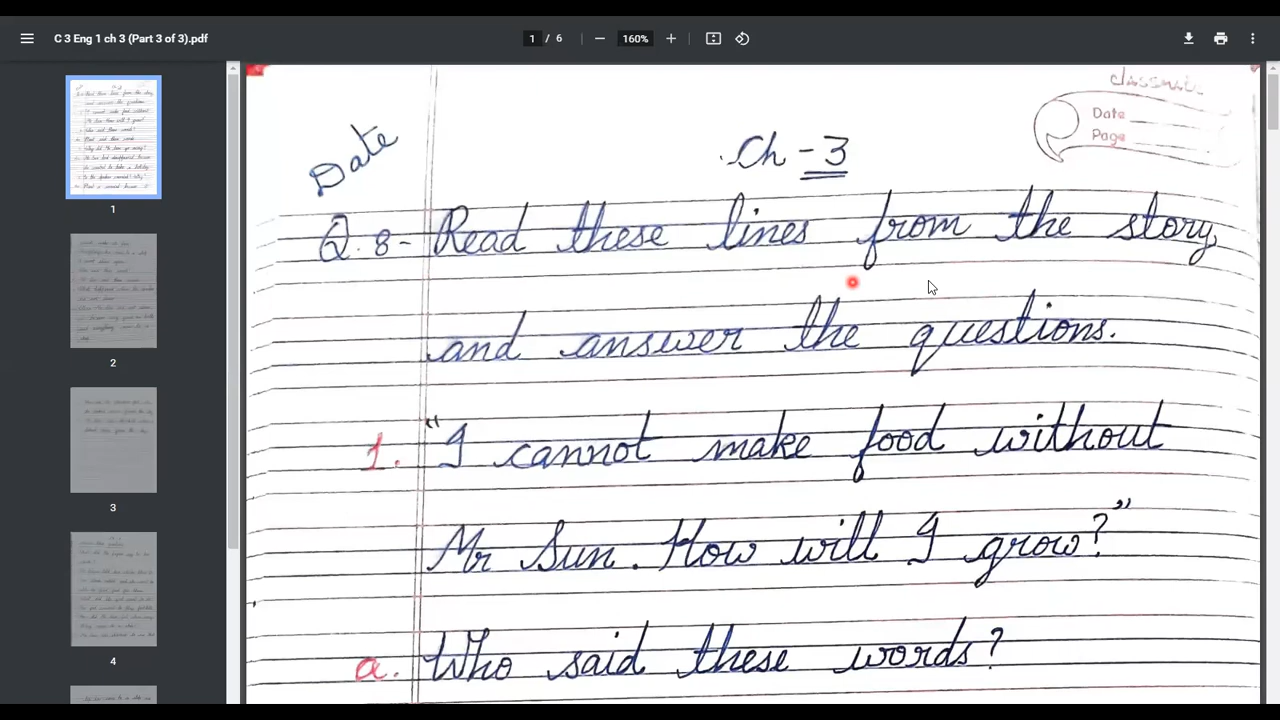 C 3 Eng 1 ch 3 (Part 3 of 3).pdf
1 / 6
160%
classmate
Date
Page
Date
Ch - 3
Q. 8- Read these lines from the story,
and answer the questions.
1. "I cannot make food without
Mr Sun. How will I grow?"
a. Who said these words?
1
2
3
4